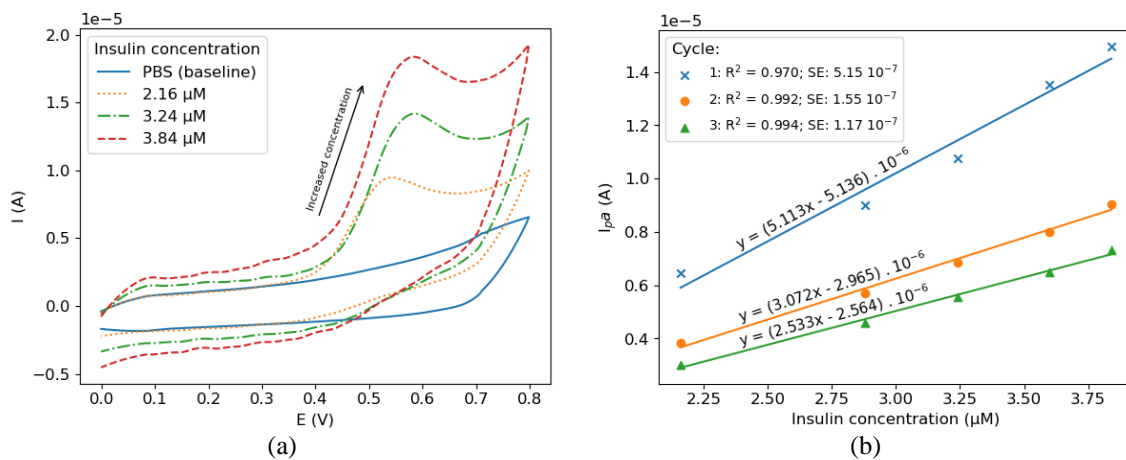 1e−5
Insulin concentration
PBS (baseline)
2.16 µM
3.24 µM
3.84 µM
Increased concentration
2.0
1.5
1.0
0.5
0.0
−0.5
I (A)
0.0 0.1 0.2 0.3 0.4 0.5 0.6 0.7 0.8
E (V)
(a)
1e−5
Cycle:
1: R² = 0.970; SE: 5.15 10⁻⁷
2: R² = 0.992; SE: 1.55 10⁻⁷
3: R² = 0.994; SE: 1.17 10⁻⁷
y = (5.113x - 5.136) . 10⁻⁶
y = (3.072x - 2.965) . 10⁻⁶
y = (2.533x - 2.564) . 10⁻⁶
1.4
1.2
1.0
0.8
0.6
0.4
Iₚa (A)
2.25 2.50 2.75 3.00 3.25 3.50 3.75
Insulin concentration (µM)
(b)